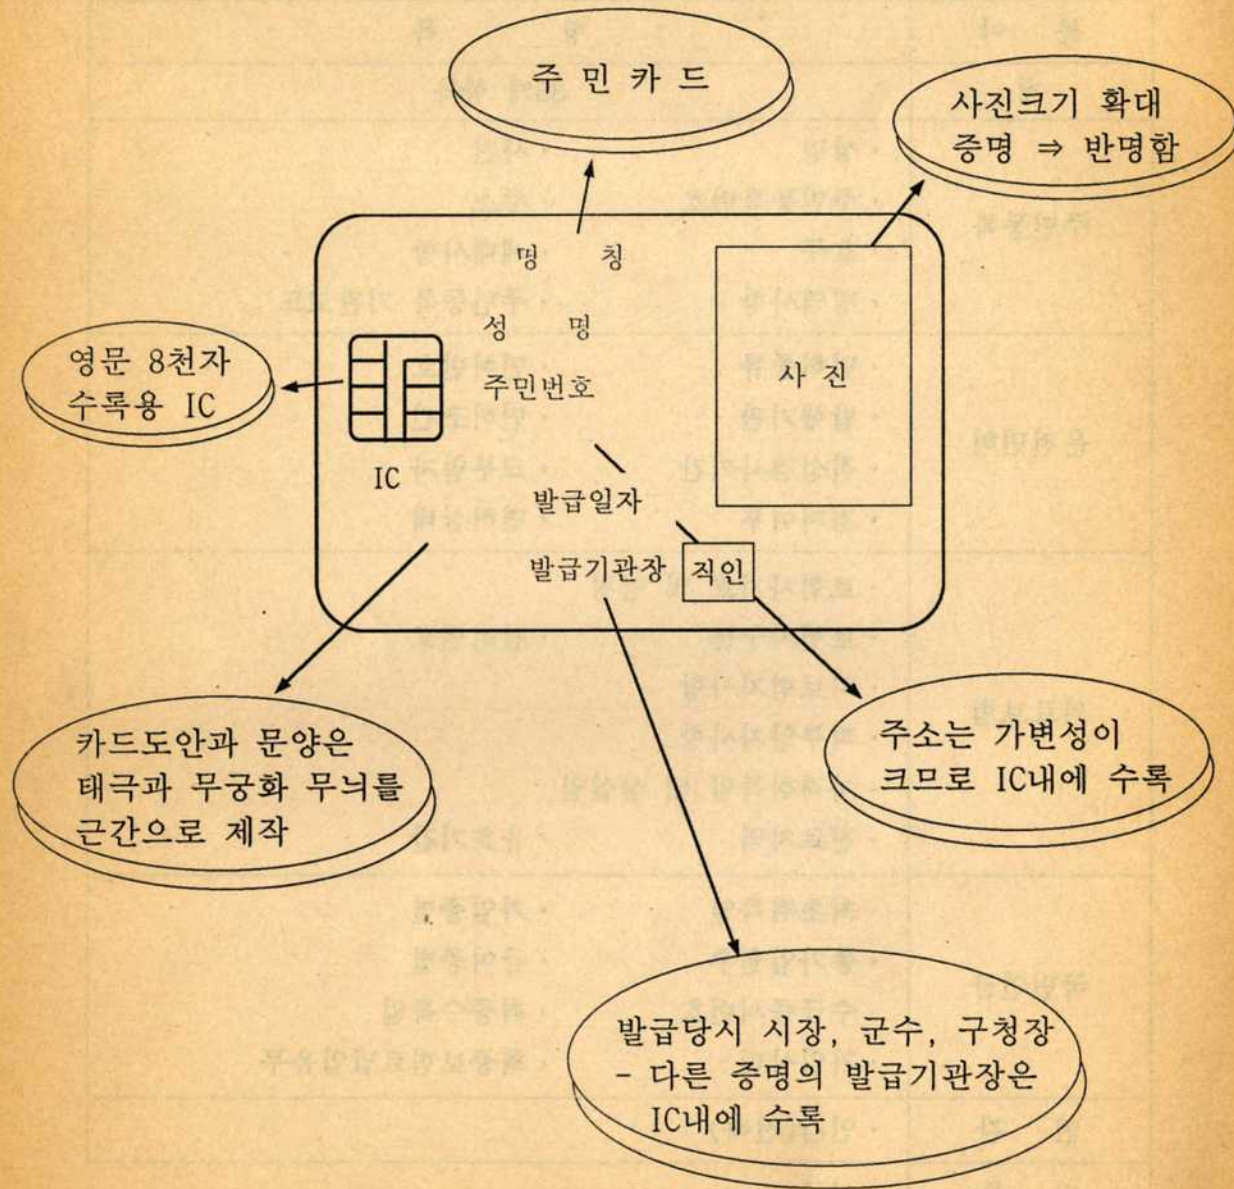 주 민 카 드
사진크기 확대
증명 ⇒ 반명함
명 칭
성 명
영문 8천자
수록용 IC
주민번호
사 진
IC
발급일자
발급기관장 직인
카드도안과 문양은
태극과 무궁화 무늬를
근간으로 제작
주소는 가변성이
크므로 IC내에 수록
발급당시 시장, 군수, 구청장
- 다른 증명의 발급기관장은
IC내에 수록